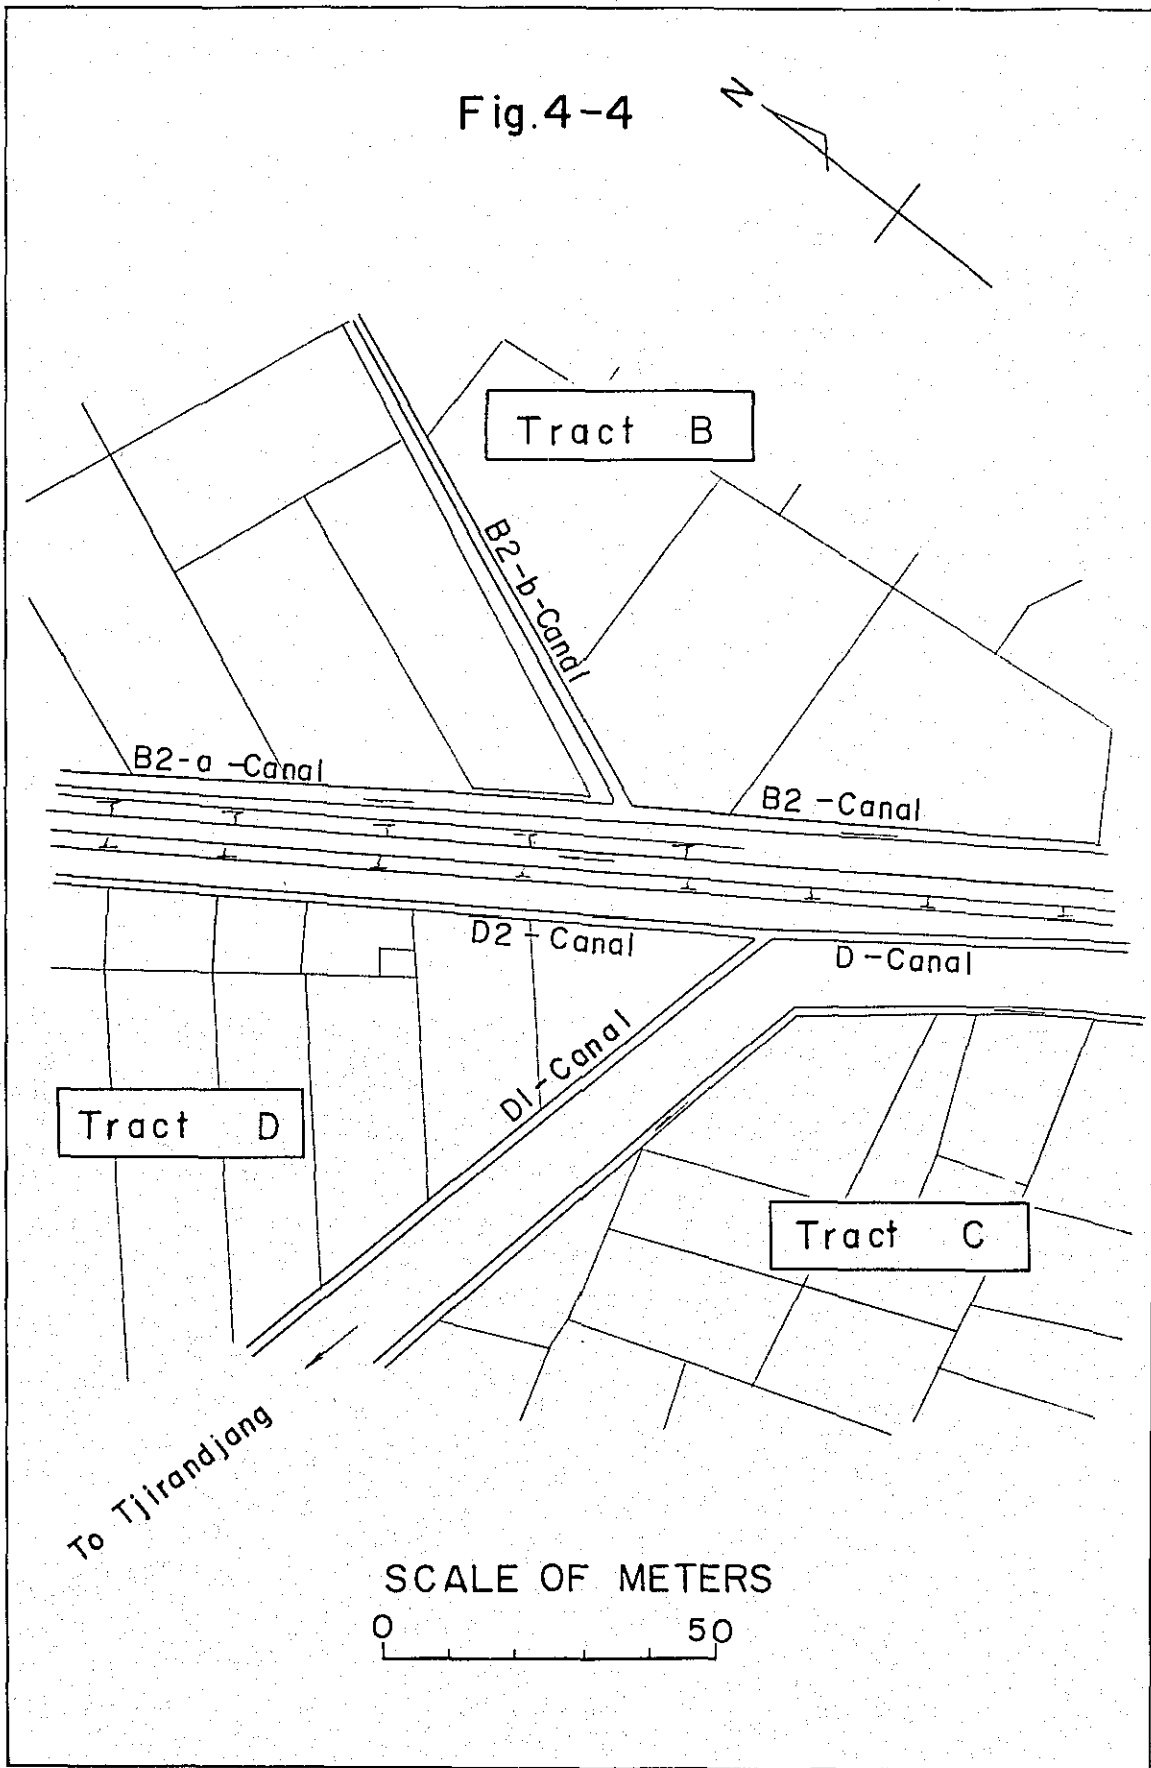 Fig.4-4
N
Tract B
B2-b-Canal
B2-a-Canal
B2-Canal
D2-Canal
D-Canal
D1-Canal
Tract D
Tract C
To Tjirandjang
SCALE OF METERS
0 50